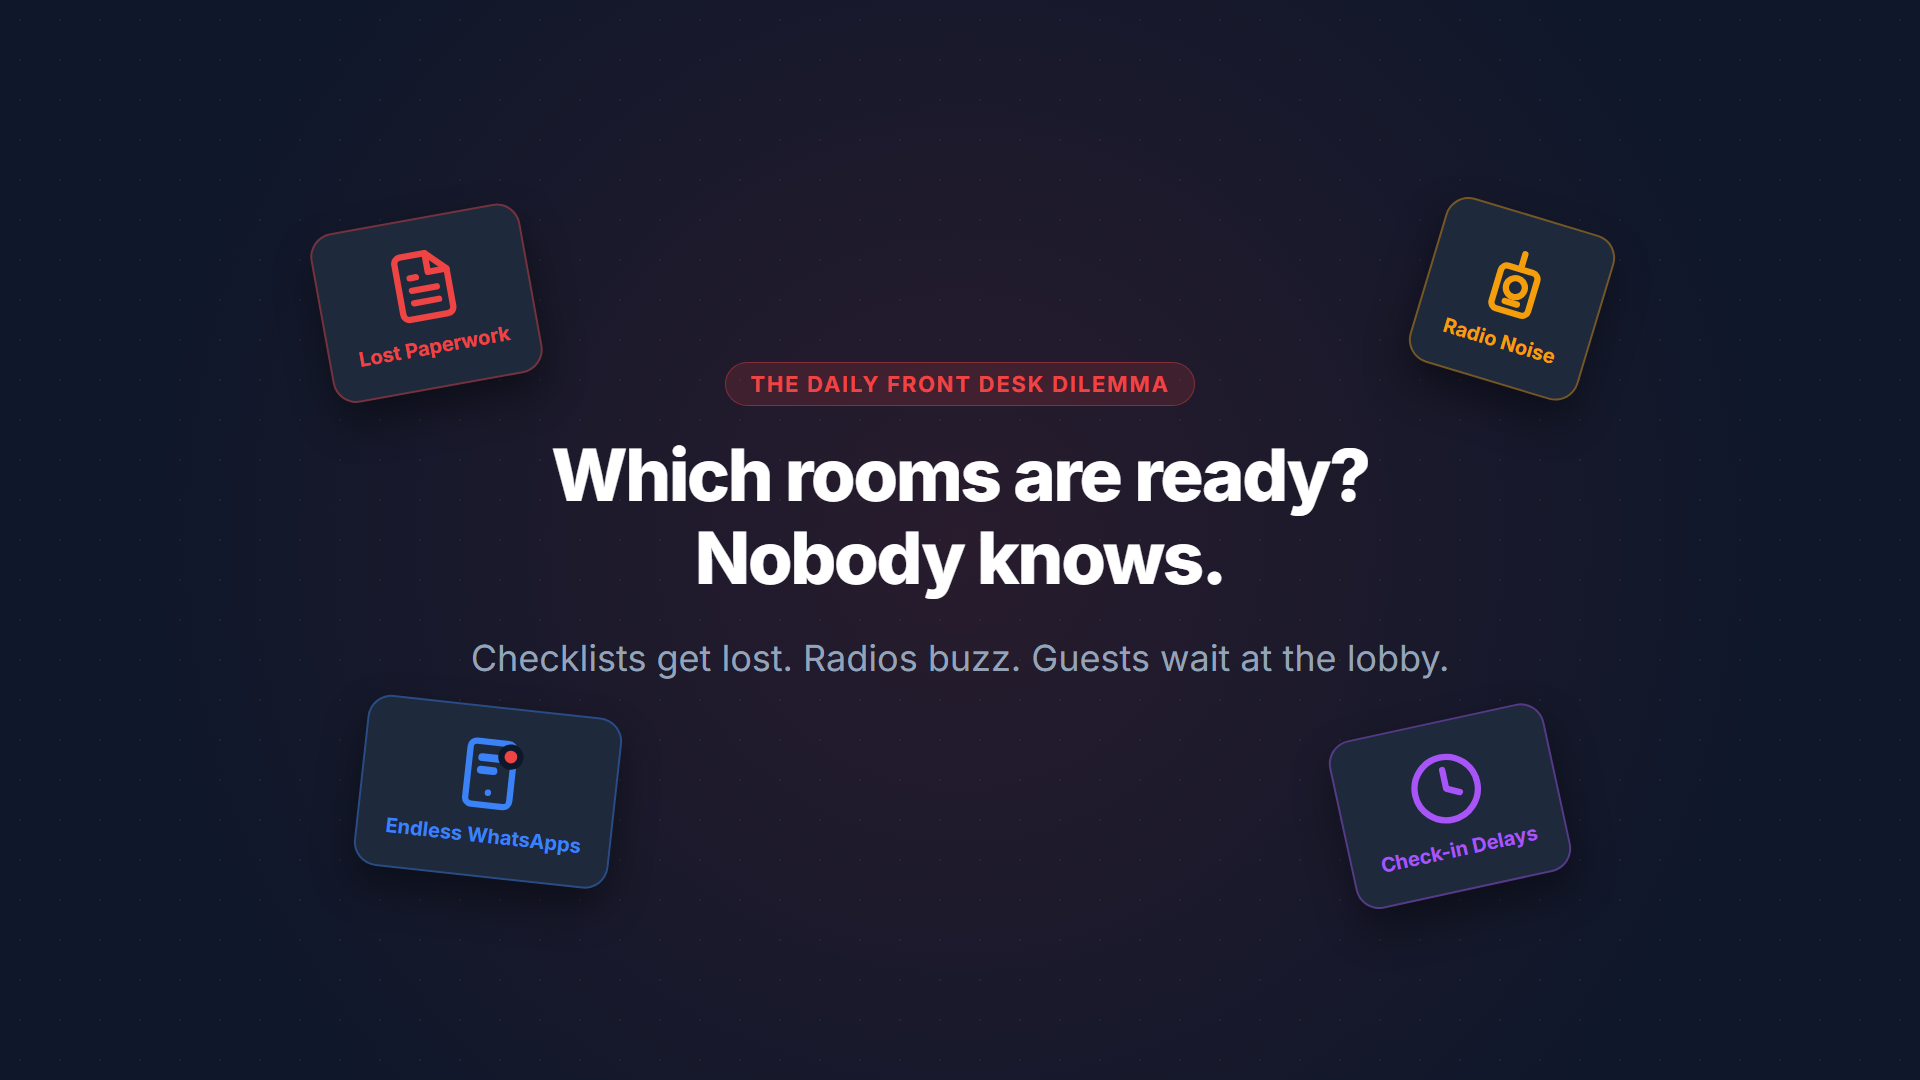 Lost Paperwork
Radio Noise
THE DAILY FRONT DESK DILEMMA
Which rooms are ready?
Nobody knows.
Checklists get lost. Radios buzz. Guests wait at the lobby.
Endless WhatsApps
Check-in Delays